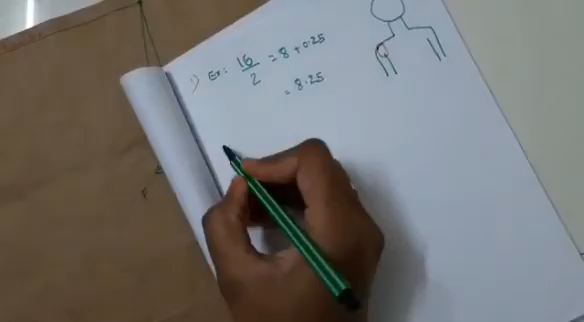 1) Ex: 16/2 = 8 + 0.25
= 8.25